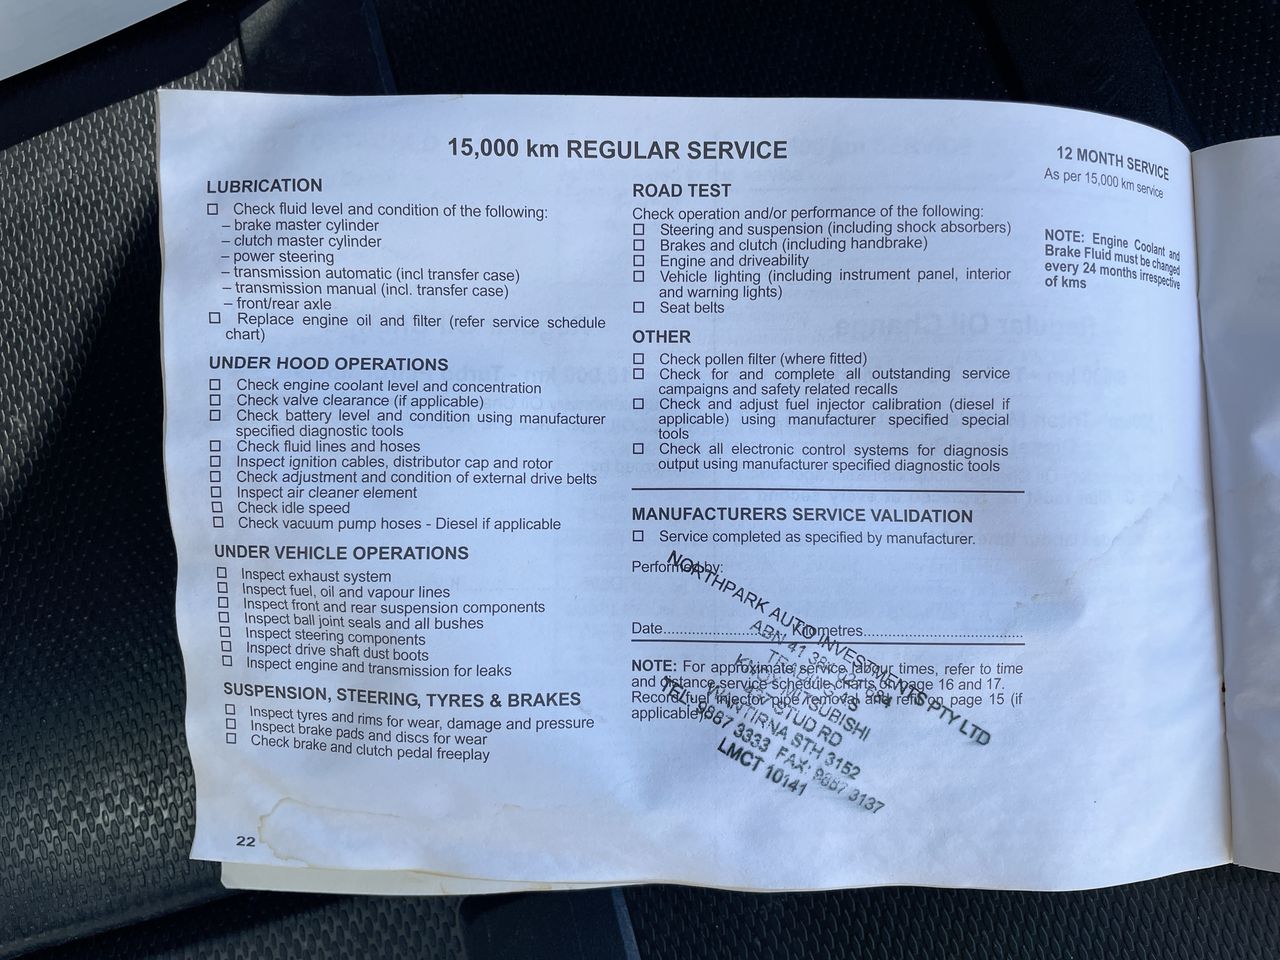 15,000 km REGULAR SERVICE
LUBRICATION
☐ Check fluid level and condition of the following:
– brake master cylinder
– clutch master cylinder
– power steering
– transmission automatic (incl transfer case)
– transmission manual (incl. transfer case)
– front/rear axle
☐ Replace engine oil and filter (refer service schedule
chart)
UNDER HOOD OPERATIONS
☐ Check engine coolant level and concentration
☐ Check valve clearance (if applicable)
☐ Check battery level and condition using manufacturer
specified diagnostic tools
☐ Check fluid lines and hoses
☐ Inspect ignition cables, distributor cap and rotor
☐ Check adjustment and condition of external drive belts
☐ Inspect air cleaner element
☐ Check idle speed
☐ Check vacuum pump hoses - Diesel if applicable
UNDER VEHICLE OPERATIONS
☐ Inspect exhaust system
☐ Inspect fuel, oil and vapour lines
☐ Inspect front and rear suspension components
☐ Inspect ball joint seals and all bushes
☐ Inspect steering components
☐ Inspect drive shaft dust boots
☐ Inspect engine and transmission for leaks
SUSPENSION, STEERING, TYRES & BRAKES
☐ Inspect tyres and rims for wear, damage and pressure
☐ Inspect brake pads and discs for wear
☐ Check brake and clutch pedal freeplay
22
ROAD TEST
Check operation and/or performance of the following:
☐ Steering and suspension (including shock absorbers)
☐ Brakes and clutch (including handbrake)
☐ Engine and driveability
☐ Vehicle lighting (including instrument panel, interior
and warning lights)
☐ Seat belts
OTHER
☐ Check pollen filter (where fitted)
☐ Check for and complete all outstanding service
campaigns and safety related recalls
☐ Check and adjust fuel injector calibration (diesel if
applicable) using manufacturer specified special
tools
☐ Check all electronic control systems for diagnosis
output using manufacturer specified diagnostic tools
MANUFACTURERS SERVICE VALIDATION
☐ Service completed as specified by manufacturer.
Performed by:
Date.......................... Kilometres.....................................
NOTE: For approximate service labour times, refer to time
and distance service schedule charts on page 16 and 17.
Record fuel injector pipe removal and refit on page 15 (if
applicable)
NORTHPARK AUTO INVESTMENTS PTY LTD
ABN 41
KNOX MITSUBISHI
STUD RD
WANTIRNA STH 3152
TEL: 9887 3333 FAX: 9887 3137
LMCT 10141
12 MONTH SERVICE
As per 15,000 km service
NOTE: Engine Coolant and
Brake Fluid must be changed
every 24 months irrespective
of kms